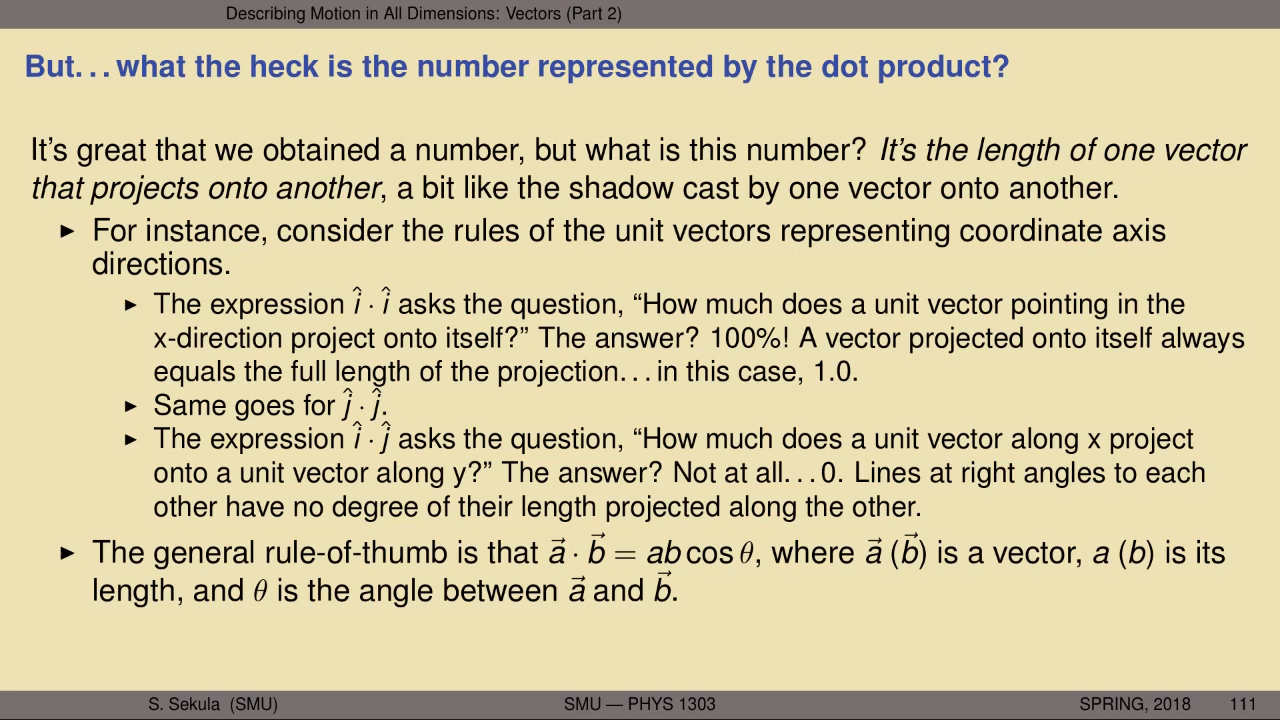 Describing Motion in All Dimensions: Vectors (Part 2)
But. . . what the heck is the number represented by the dot product?
It's great that we obtained a number, but what is this number? It's the length of one vector
that projects onto another, a bit like the shadow cast by one vector onto another.
▶ For instance, consider the rules of the unit vectors representing coordinate axis
directions.
▶ The expression î · î asks the question, “How much does a unit vector pointing in the
x-direction project onto itself?” The answer? 100%! A vector projected onto itself always
equals the full length of the projection. . . in this case, 1.0.
▶ Same goes for ĵ · ĵ.
▶ The expression î · ĵ asks the question, “How much does a unit vector along x project
onto a unit vector along y?” The answer? Not at all. . . 0. Lines at right angles to each
other have no degree of their length projected along the other.
▶ The general rule-of-thumb is that a⃗ · b⃗ = ab cos θ, where a⃗ (b⃗) is a vector, a (b) is its
length, and θ is the angle between a⃗ and b⃗.
S. Sekula (SMU) SMU — PHYS 1303 SPRING, 2018 111